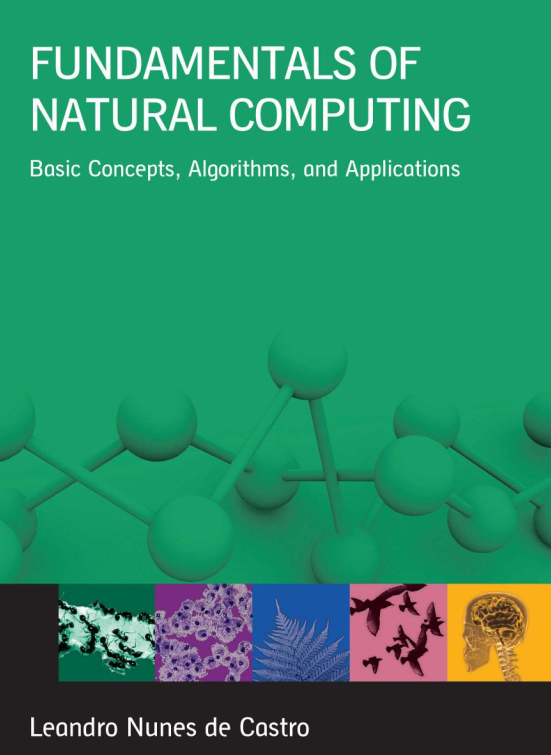 FUNDAMENTALS OF
NATURAL COMPUTING
Basic Concepts, Algorithms, and Applications
Leandro Nunes de Castro